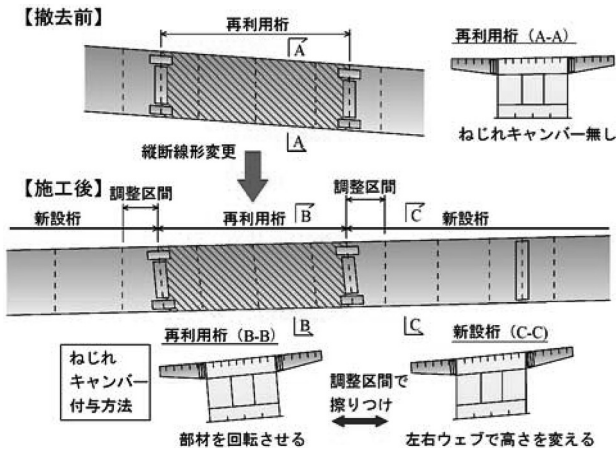 【撤去前】
再利用桁
A
A
再利用桁（A-A）
ねじれキャンバー無し
縦断線形変更
【施工後】
調整区間
調整区間
新設桁
再利用桁
B
C
新設桁
B
C
再利用桁（B-B）
新設桁（C-C）
ねじれ
キャンバー
付与方法
調整区間で
擦りつけ
部材を回転させる
左右ウェブで高さを変える